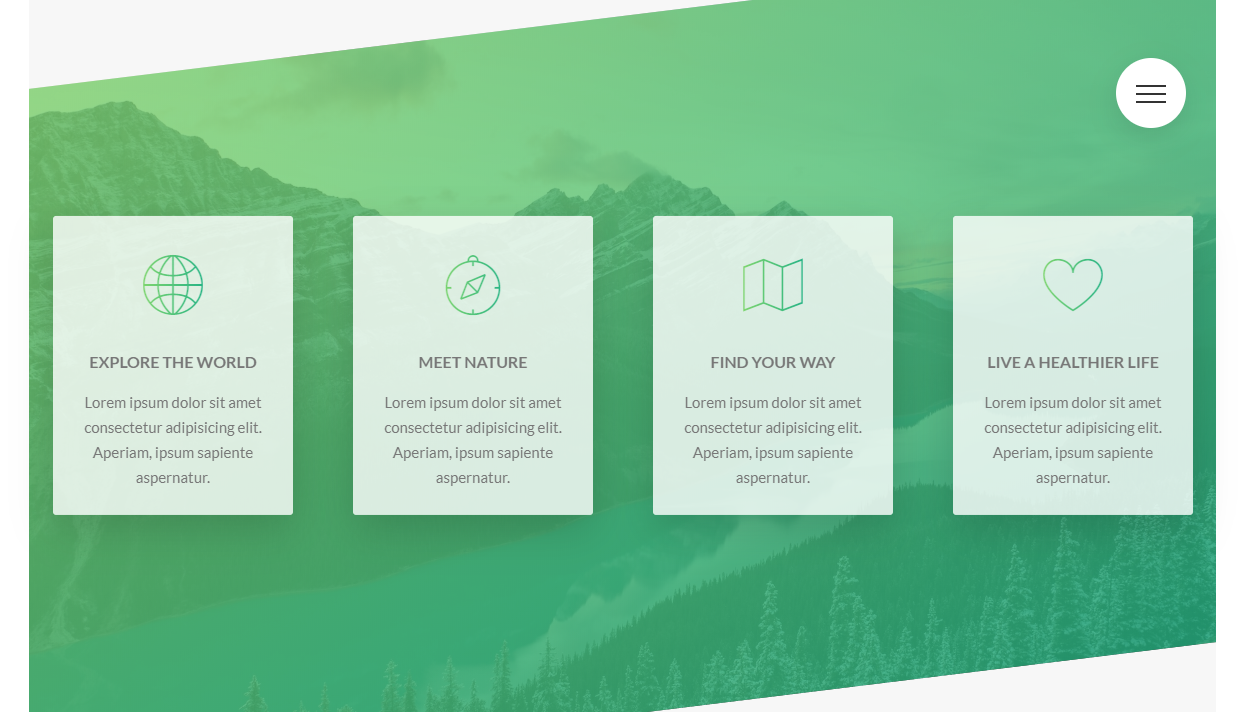 EXPLORE THE WORLD
Lorem ipsum dolor sit amet
consectetur adipisicing elit.
Aperiam, ipsum sapiente
aspernatur.
MEET NATURE
Lorem ipsum dolor sit amet
consectetur adipisicing elit.
Aperiam, ipsum sapiente
aspernatur.
FIND YOUR WAY
Lorem ipsum dolor sit amet
consectetur adipisicing elit.
Aperiam, ipsum sapiente
aspernatur.
LIVE A HEALTHIER LIFE
Lorem ipsum dolor sit amet
consectetur adipisicing elit.
Aperiam, ipsum sapiente
aspernatur.